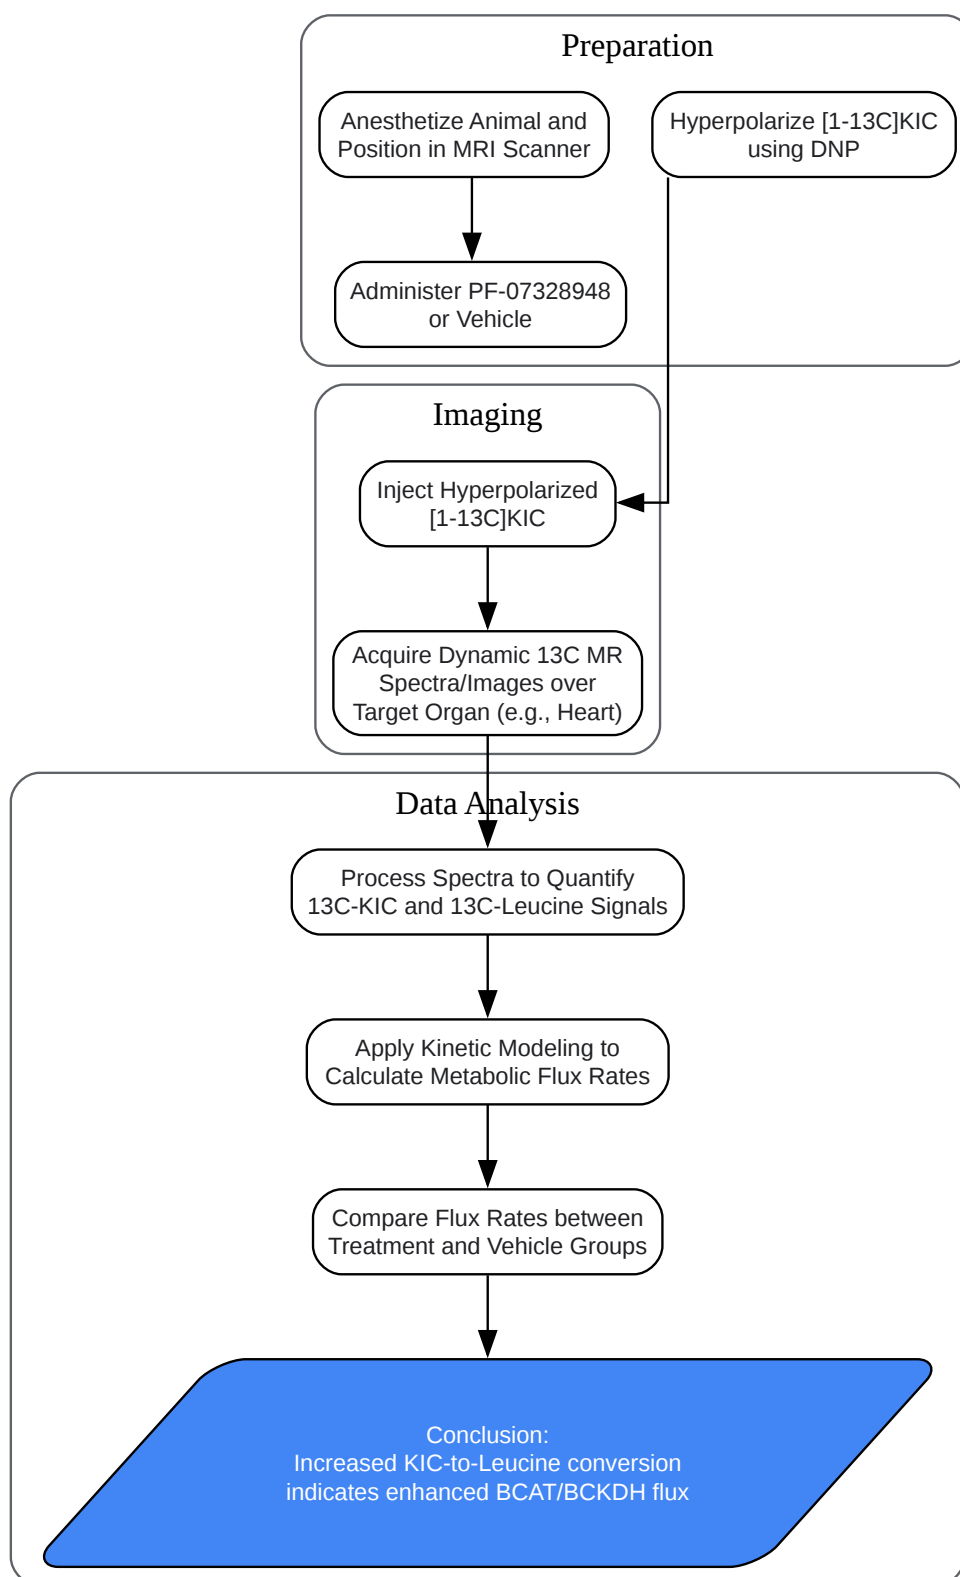 Preparation
Anesthetize Animal and
Position in MRI Scanner
Hyperpolarize [1-13C]KIC
using DNP
Administer PF-07328948
or Vehicle
Imaging
Inject Hyperpolarized
[1-13C]KIC
Acquire Dynamic 13C MR
Spectra/Images over
Target Organ (e.g., Heart)
Data Analysis
Process Spectra to Quantify
13C-KIC and 13C-Leucine Signals
Apply Kinetic Modeling to
Calculate Metabolic Flux Rates
Compare Flux Rates between
Treatment and Vehicle Groups
Conclusion:
Increased KIC-to-Leucine conversion
indicates enhanced BCAT/BCKDH flux